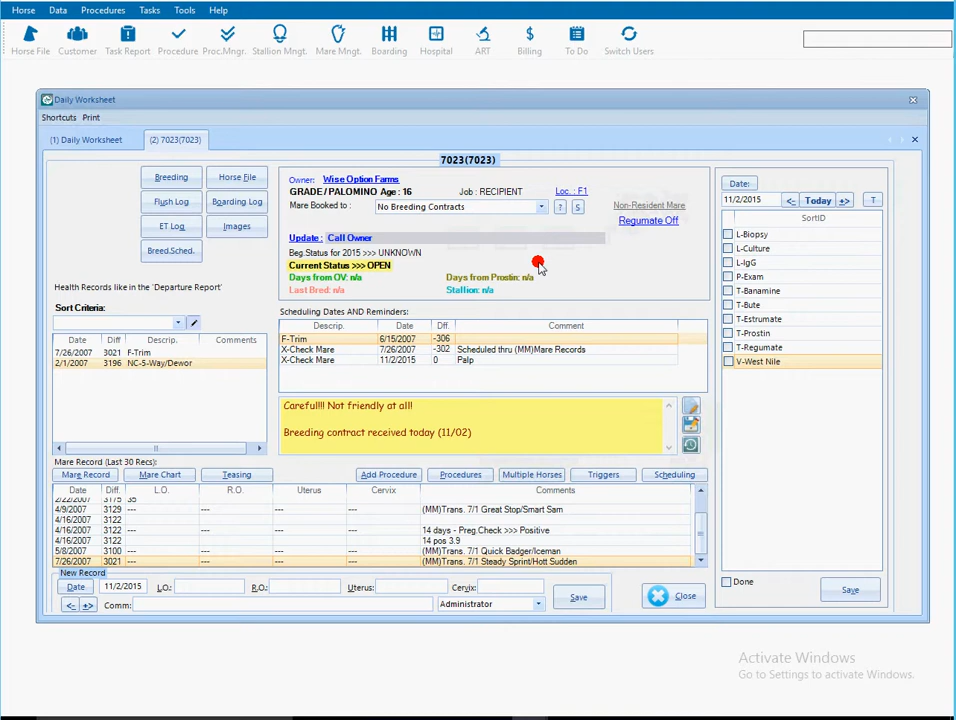 Horse Data Procedures Tasks Tools Help
Horse File Customer Task Report Procedure Proc.Mngr. Stallion Mngt. Mare Mngt. Boarding Hospital ART Billing To Do Switch Users
Daily Worksheet
Shortcuts Print
(1) Daily Worksheet (2) 7023(7023)
7023(7023)
Breeding Horse File
Flush Log Boarding Log
ET Log Images
Breed.Sched.
Owner: Wise Option Farms
GRADE / PALOMINO Age : 16 Job : RECIPIENT Loc. : F1
Mare Booked to : No Breeding Contracts ? S
Non-Resident Mare
Regumate Off
Update : Call Owner
Beg.Status for 2015 >>> UNKNOWN
Current Status >>> OPEN
Days from OV: n/a Days from Prostin: n/a
Last Bred: n/a Stallion: n/a
Health Records like in the 'Departure Report'
Sort Criteria:
Date Diff Descrip. Comments
7/26/2007 3021 F-Trim
2/1/2007 3196 NC-5-Way/Dewor
Scheduling Dates AND Reminders:
Descrip. Date Diff. Comment
F-Trim 6/15/2007 -306
X-Check Mare 7/26/2007 -302 Scheduled thru (MM)Mare Records
X-Check Mare 11/2/2015 0 Palp
Careful!!! Not friendly at all!
Breeding contract received today (11/02)
Mare Record (Last 30 Recs):
Mare Record Mare Chart Teasing Add Procedure Procedures Multiple Horses Triggers Scheduling
Date Diff. L.O. R.O. Uterus Cervix Comments
2/22/2007 3175 35
4/9/2007 3129 --- --- --- --- (MM)Trans. 7/1 Great Stop/Smart Sam
4/16/2007 3122
4/16/2007 3122 14 days - Preg.Check >>> Positive
4/16/2007 3122 14 pos 3.9
5/8/2007 3100 --- --- --- --- (MM)Trans. 7/1 Quick Badger/Iceman
7/26/2007 3021 --- --- --- --- (MM)Trans. 7/1 Steady Sprint/Hott Sudden
New Record
Date 11/2/2015 L.O.: R.O.: Uterus: Cervix:
<- +> Comm: Administrator
Save Close
Date:
11/2/2015 <- Today +> T
SortID
L-Biopsy
L-Culture
L-IgG
P-Exam
T-Banamine
T-Bute
T-Estrumate
T-Prostin
T-Regumate
V-West Nile
Done Save
Activate Windows
Go to Settings to activate Windows.